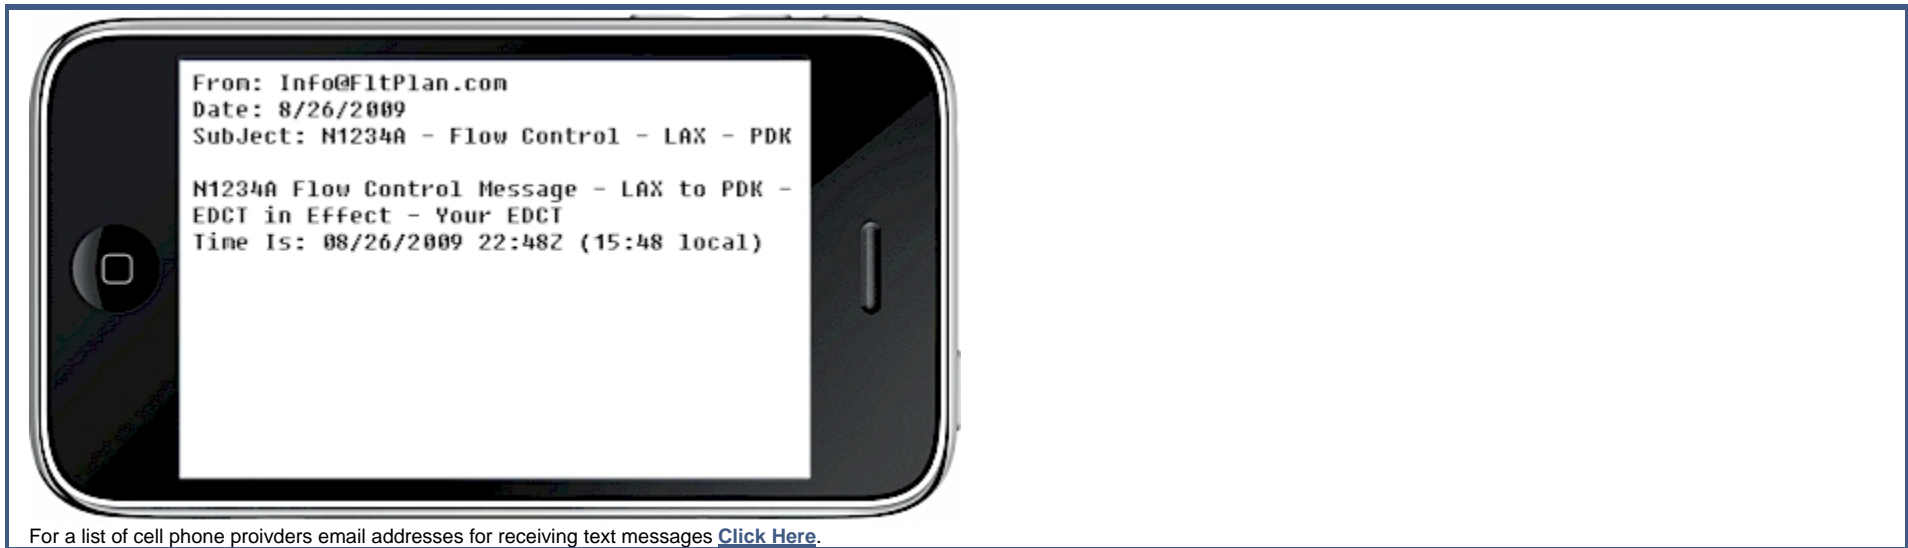 From: Info@FltPlan.com
Date: 8/26/2009
SubJect: N1234A - Flow Control - LAX - PDK
N1234A Flow Control Message - LAX to PDK -
EDCT in Effect - Your EDCT
Time Is: 08/26/2009 22:48Z (15:48 local)
For a list of cell phone proivders email addresses for receiving text messages Click Here.